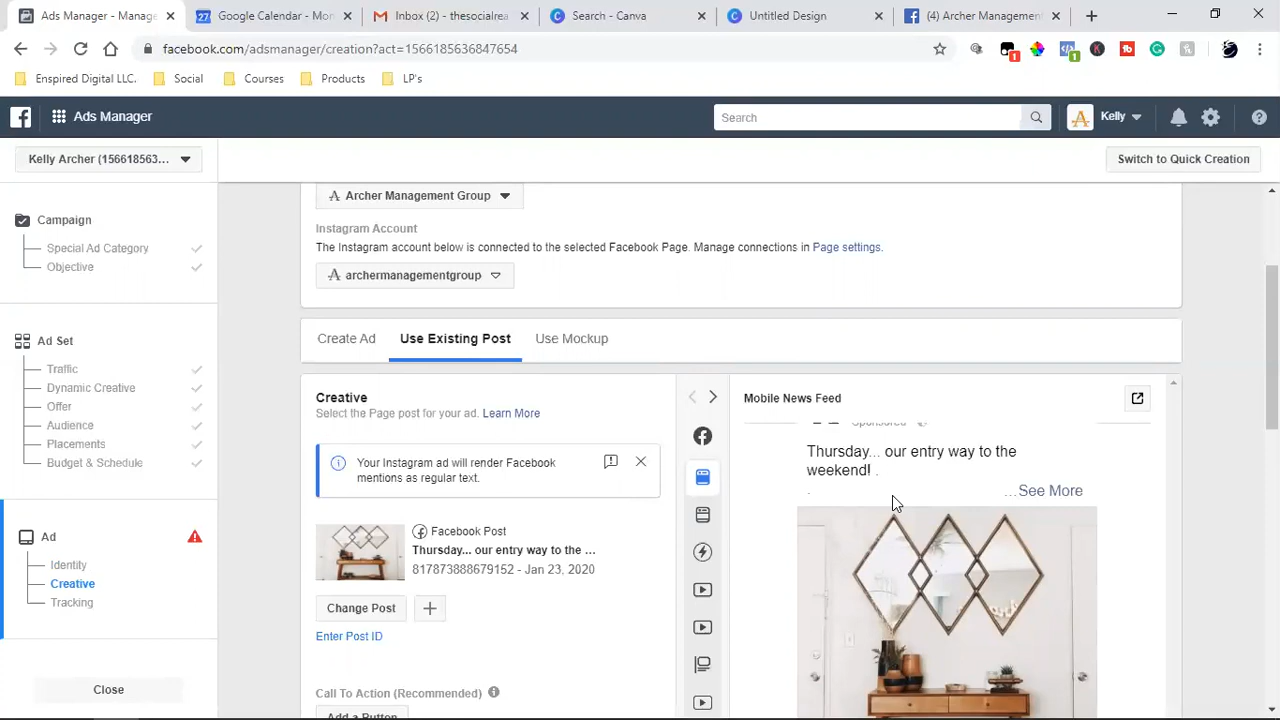 Ads Manager - Manage
Google Calendar - Mon
Inbox (2) - thesocialrea
Search - Canva
Untitled Design
(4) Archer Management
facebook.com/adsmanager/creation?act=1566185636847654
1
1
Enspired Digital LLC.
Social
Courses
Products
LP's
Ads Manager
Search
Kelly
Kelly Archer (156618563...
Switch to Quick Creation
Campaign
Special Ad Category
Objective
Ad Set
Traffic
Dynamic Creative
Offer
Audience
Placements
Budget & Schedule
Ad
Identity
Creative
Tracking
Close
Archer Management Group
Instagram Account
The Instagram account below is connected to the selected Facebook Page. Manage connections in Page settings.
archermanagementgroup
Create Ad
Use Existing Post
Use Mockup
Creative
Select the Page post for your ad. Learn More
Your Instagram ad will render Facebook
mentions as regular text.
Facebook Post
Thursday... our entry way to the ...
817873888679152 - Jan 23, 2020
Change Post
Enter Post ID
Call To Action (Recommended)
Add a Button
Mobile News Feed
Sponsored
Thursday... our entry way to the
weekend! .
. ...See More